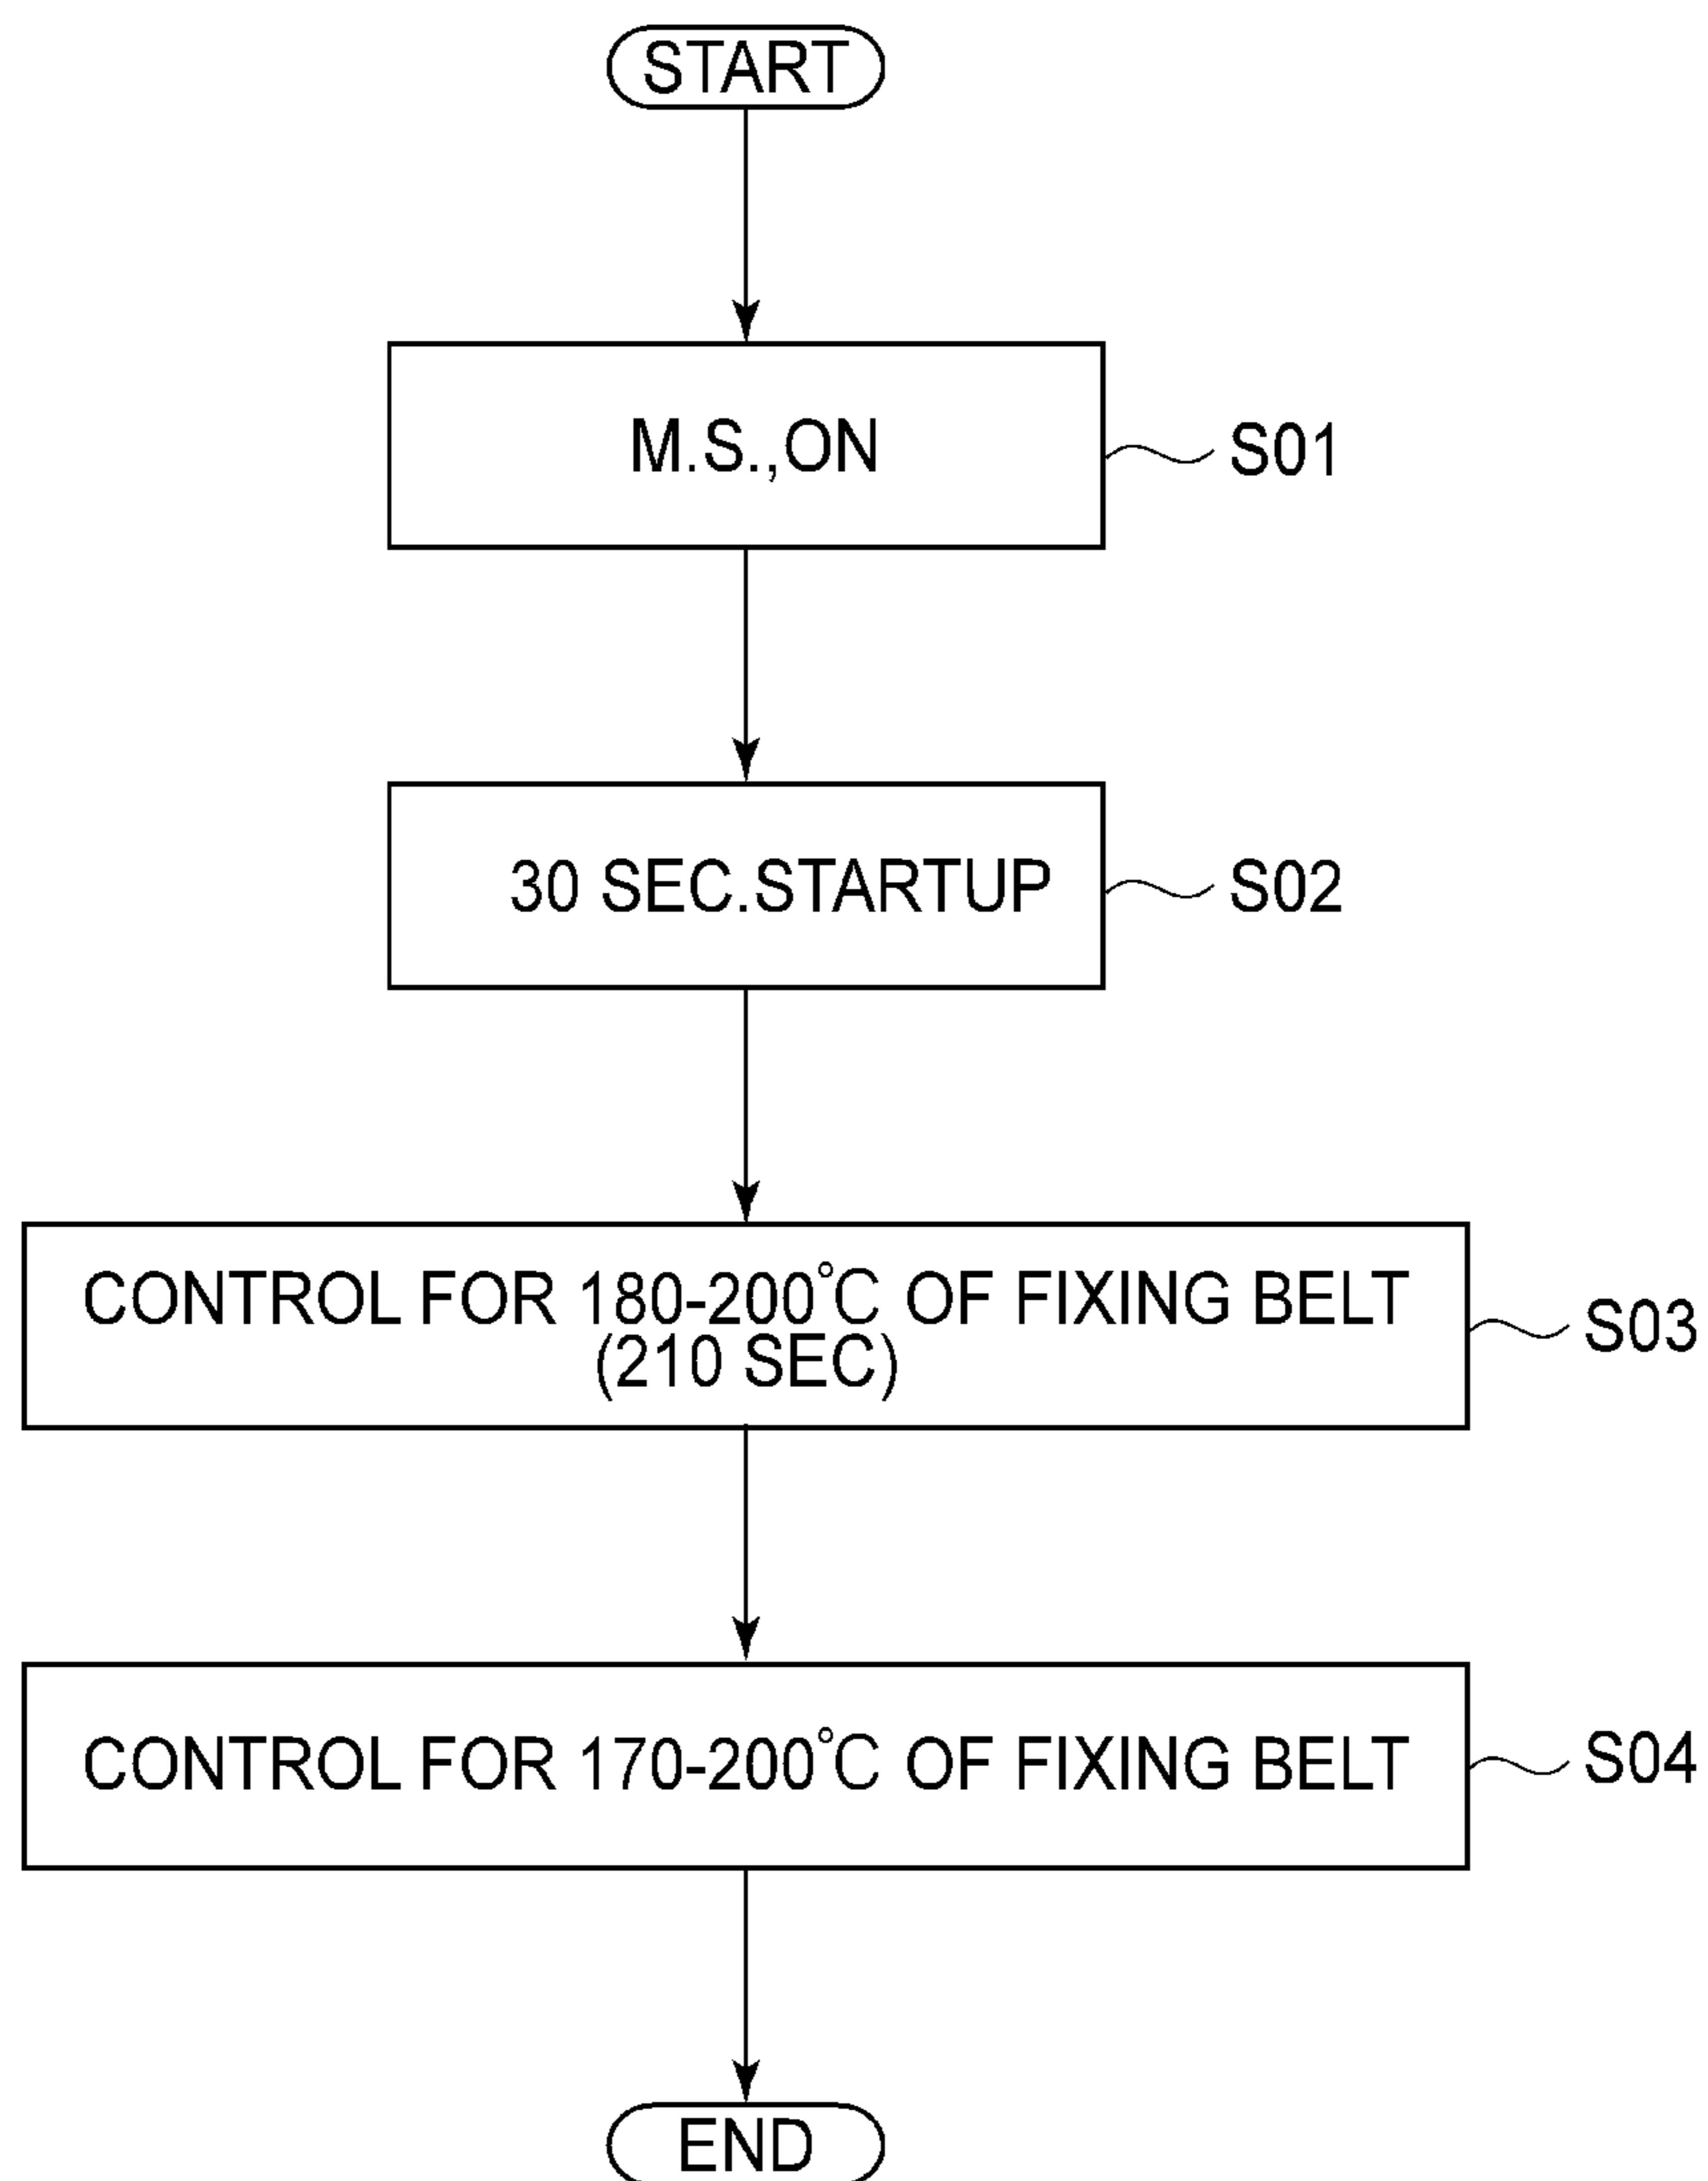 START
M.S.,ON
S01
30 SEC.STARTUP
S02
CONTROL FOR 180-200°C OF FIXING BELT
(210 SEC)
S03
CONTROL FOR 170-200°C OF FIXING BELT
S04
END